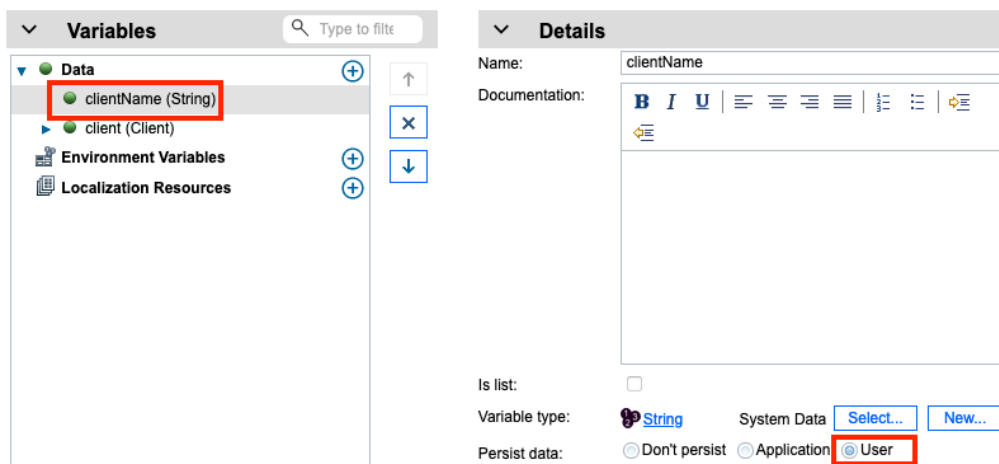 Variables
Type to filte
Data
clientName (String)
client (Client)
Environment Variables
Localization Resources
Details
Name:
clientName
Documentation:
B I U
Is list:
Variable type:
String
System Data
Select...
New...
Persist data:
Don't persist
Application
User